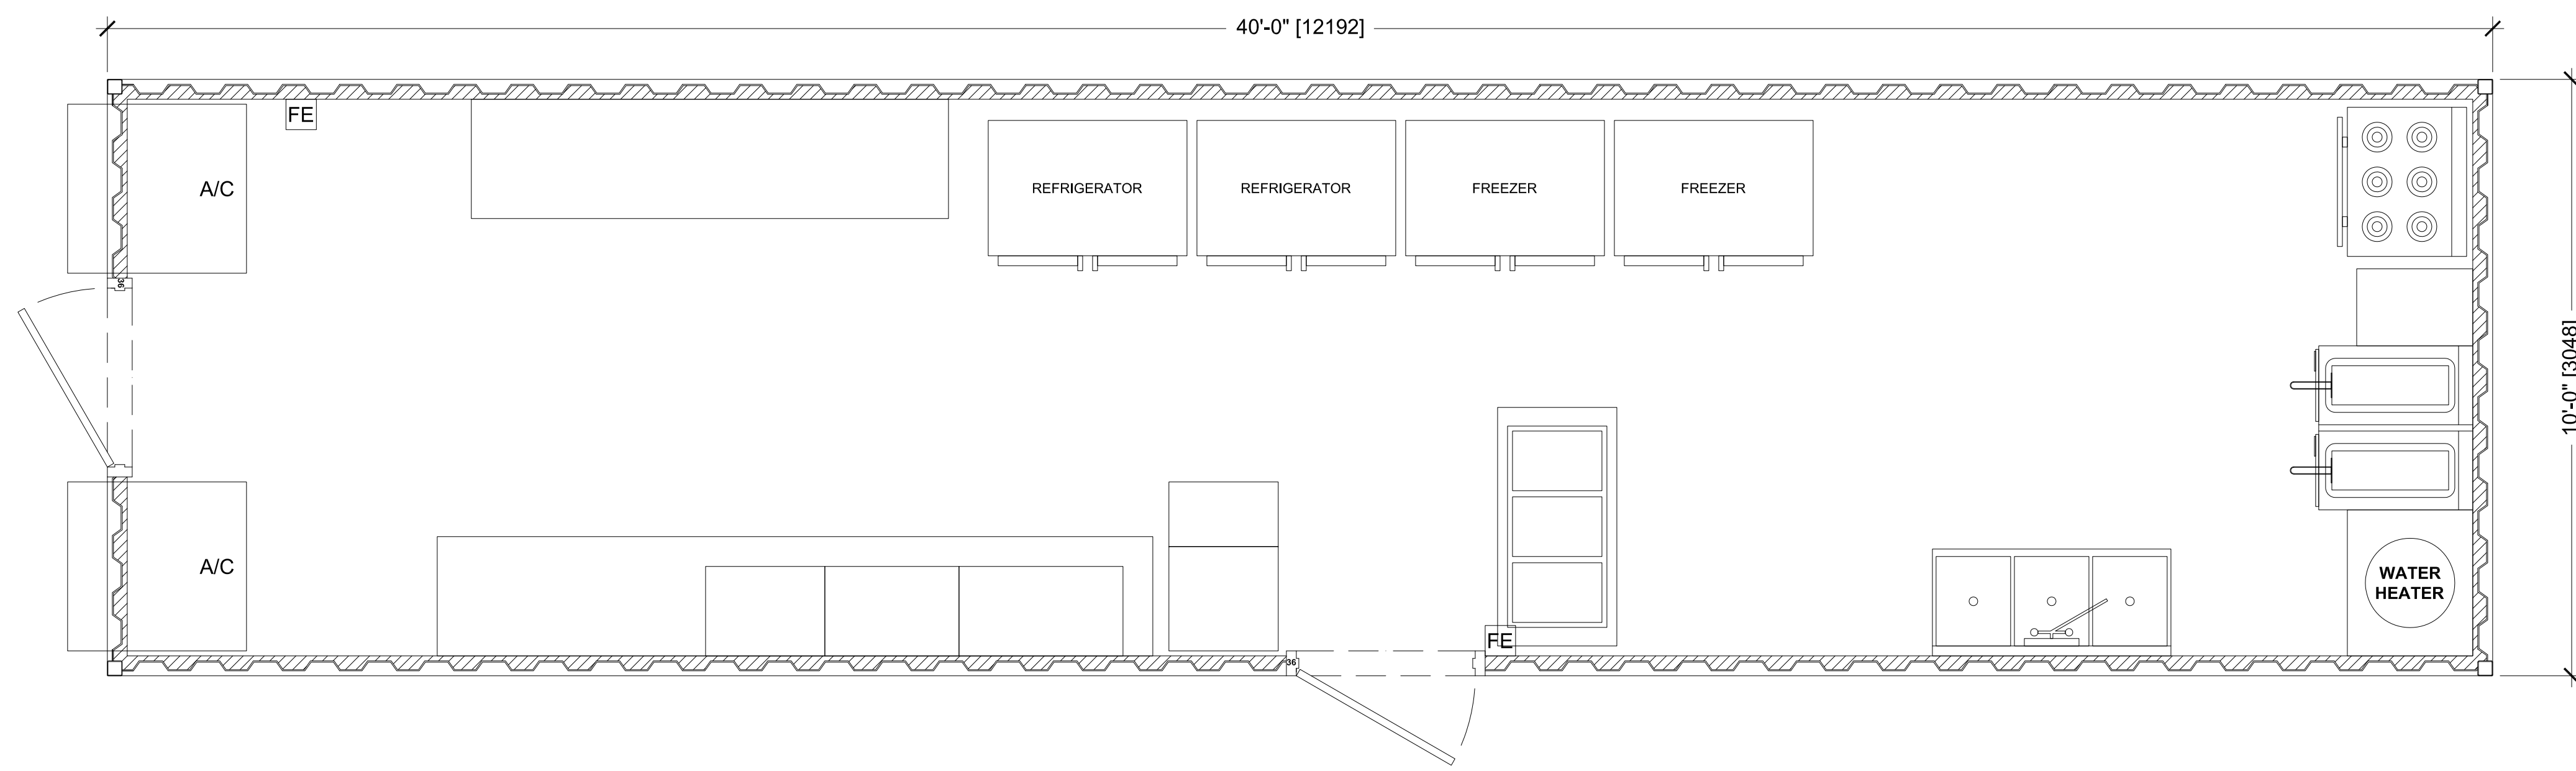 40'-0" [12192]
FE
A/C
REFRIGERATOR
REFRIGERATOR
FREEZER
FREEZER
36
10'-0" [3048]
A/C
WATER
HEATER
FE
36